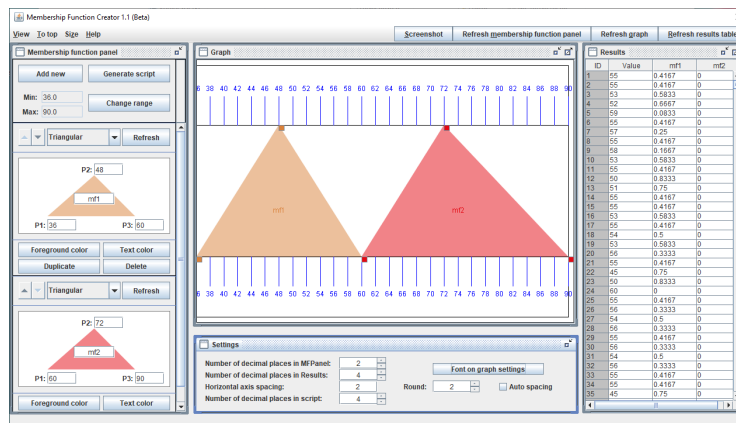 Membership Function Creator 1.1 (Beta)
View To top Size Help
Screenshot Refresh membership function panel Refresh graph Refresh results table
Membership function panel
Add new Generate script
Min: 36.0
Max: 90.0
Change range
Triangular Refresh
P2: 48
mf1
P1: 36 P3: 60
Foreground color Text color
Duplicate Delete
Triangular Refresh
P2: 72
mf2
P1: 60 P3: 90
Foreground color Text color
Graph
6 38 40 42 44 46 48 50 52 54 56 58 60 62 64 66 68 70 72 74 76 78 80 82 84 86 88 90
mf1 mf2
6 38 40 42 44 46 48 50 52 54 56 58 60 62 64 66 68 70 72 74 76 78 80 82 84 86 88 90
Settings
Number of decimal places in MFPanel: 2
Number of decimal places in Results: 4
Horizontal axis spacing: 2
Number of decimal places in script: 4
Font on graph settings
Round: 2 Auto spacing
Results
ID Value mf1 mf2
1 55 0.4167 0
2 55 0.4167 0
3 53 0.5833 0
4 52 0.6667 0
5 59 0.0833 0
6 55 0.4167 0
7 57 0.25 0
8 55 0.4167 0
9 58 0.1667 0
10 53 0.5833 0
11 55 0.4167 0
12 50 0.8333 0
13 51 0.75 0
14 55 0.4167 0
15 55 0.4167 0
16 53 0.5833 0
17 55 0.4167 0
18 54 0.5 0
19 53 0.5833 0
20 56 0.3333 0
21 55 0.4167 0
22 45 0.75 0
23 50 0.8333 0
24 60 0 0
25 55 0.4167 0
26 56 0.3333 0
27 54 0.5 0
28 56 0.3333 0
29 55 0.4167 0
30 56 0.3333 0
31 54 0.5 0
32 56 0.3333 0
33 55 0.4167 0
34 55 0.4167 0
35 45 0.75 0